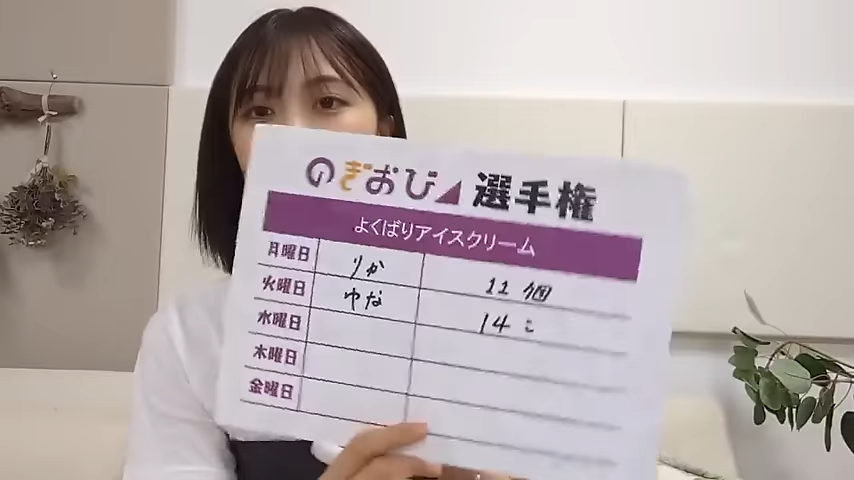 のぎおび 選手権
よくばりアイスクリーム
月曜日 りか 11個
火曜日 ゆな 14こ
水曜日
木曜日
金曜日